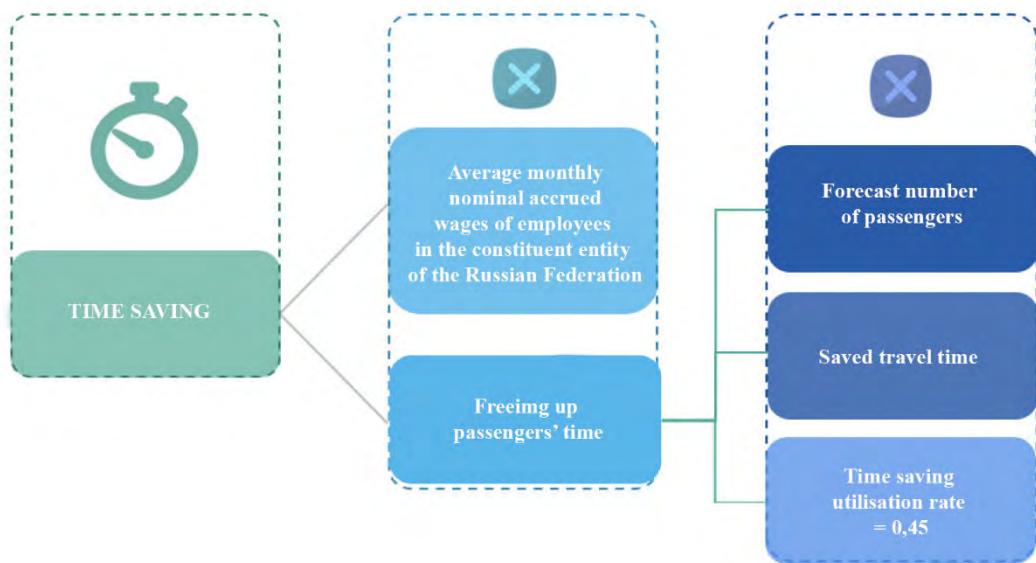 TIME SAVING
Average monthly
nominal accrued
wages of employees
in the constituent entity
of the Russian Federation
Freeimg up
passengers’ time
Forecast number
of passengers
Saved travel time
Time saving
utilisation rate
= 0,45